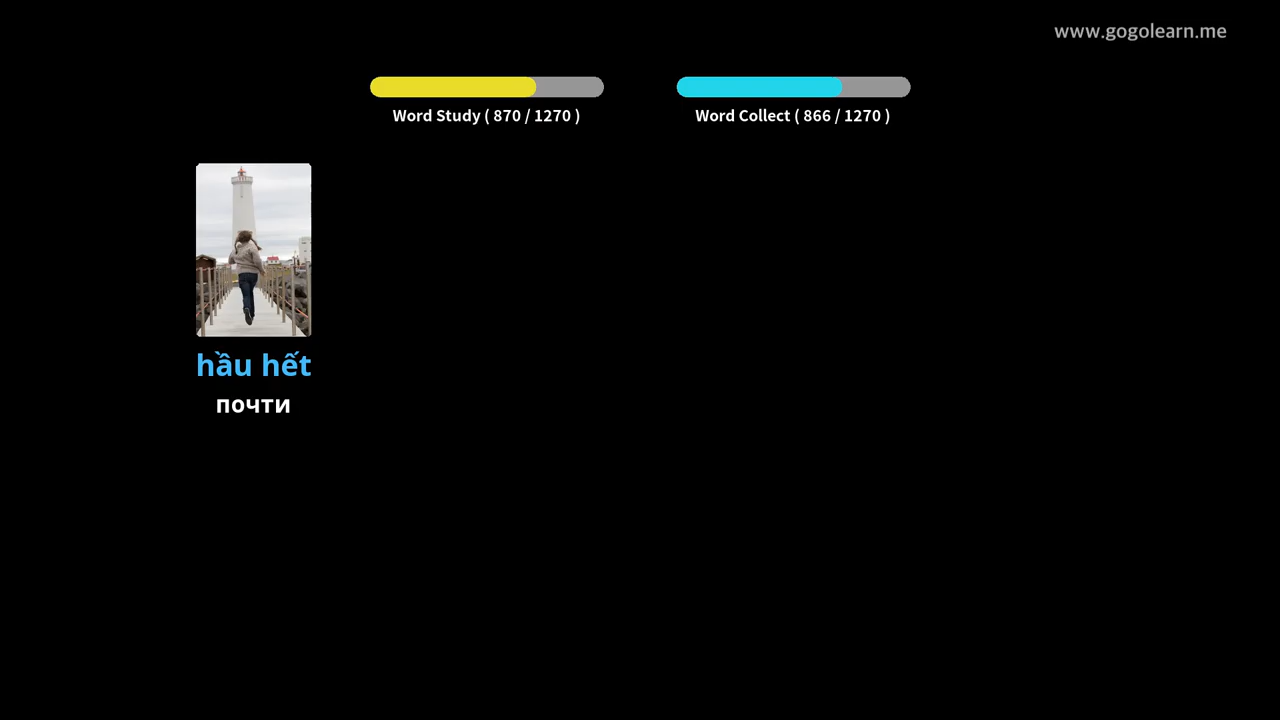 www.gogolearn.me
Word Study ( 870 / 1270 )
Word Collect ( 866 / 1270 )
hầu hết
почти